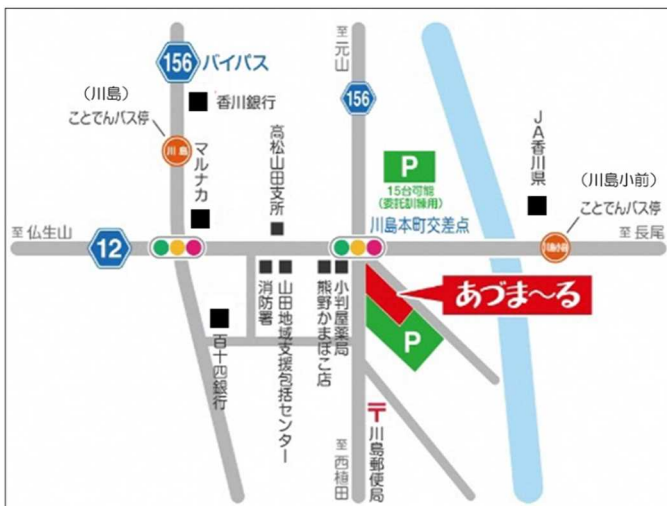 156 バイパス
(川島)
ことでんバス停
川島
香川銀行
マルナカ
高松山田支所
至元山
156
P
15台可能
(委託訓練用)
川島本町交差点
JA香川県
(川島小前)
ことでんバス停
川島小前
至仏生山
12
至長尾
あづま〜る
P
百十四銀行
消防署
山田地域支援包括センター
熊野かまぼこ店
小判屋薬局
〒川島郵便局
至西植田